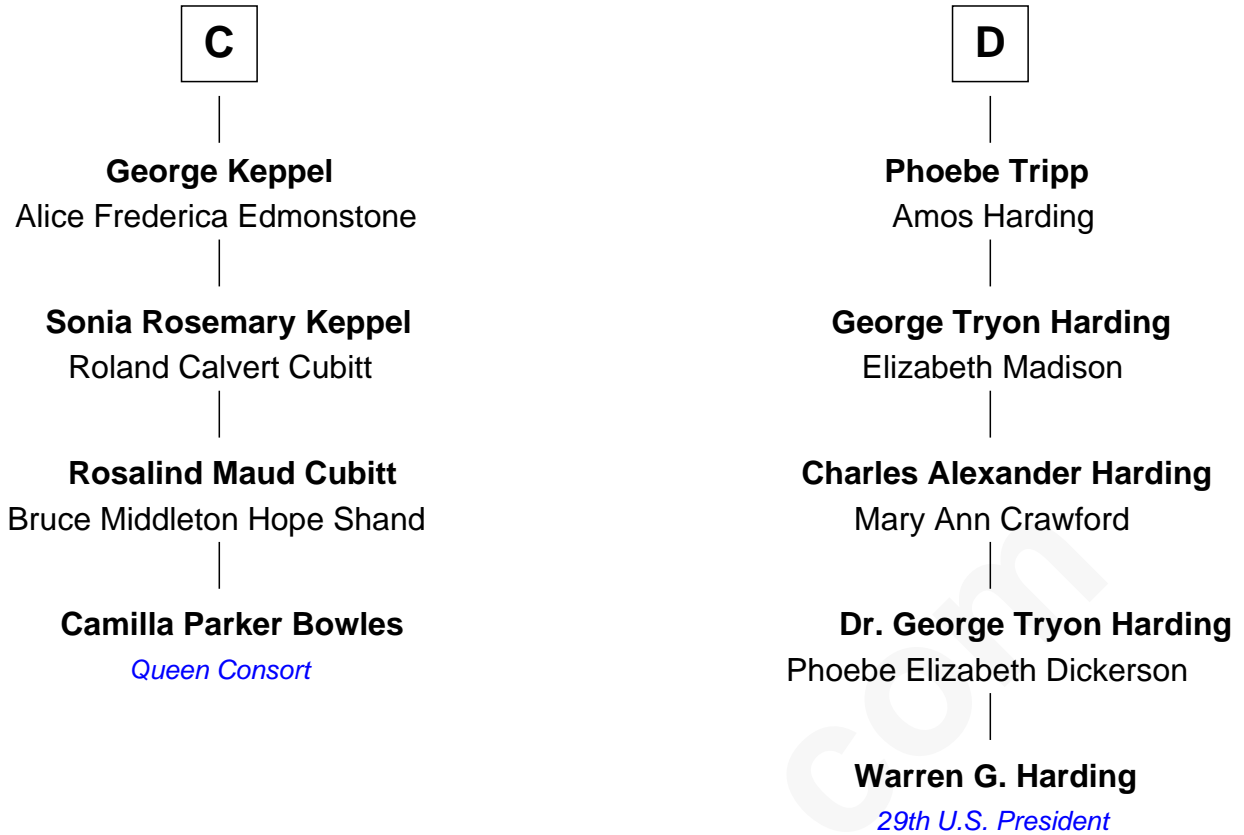 C
George Keppel
Alice Frederica Edmonstone
Sonia Rosemary Keppel
Roland Calvert Cubitt
Rosalind Maud Cubitt
Bruce Middleton Hope Shand
Camilla Parker Bowles
Queen Consort
D
Phoebe Tripp
Amos Harding
George Tryon Harding
Elizabeth Madison
Charles Alexander Harding
Mary Ann Crawford
Dr. George Tryon Harding
Phoebe Elizabeth Dickerson
Warren G. Harding
29th U.S. President
com